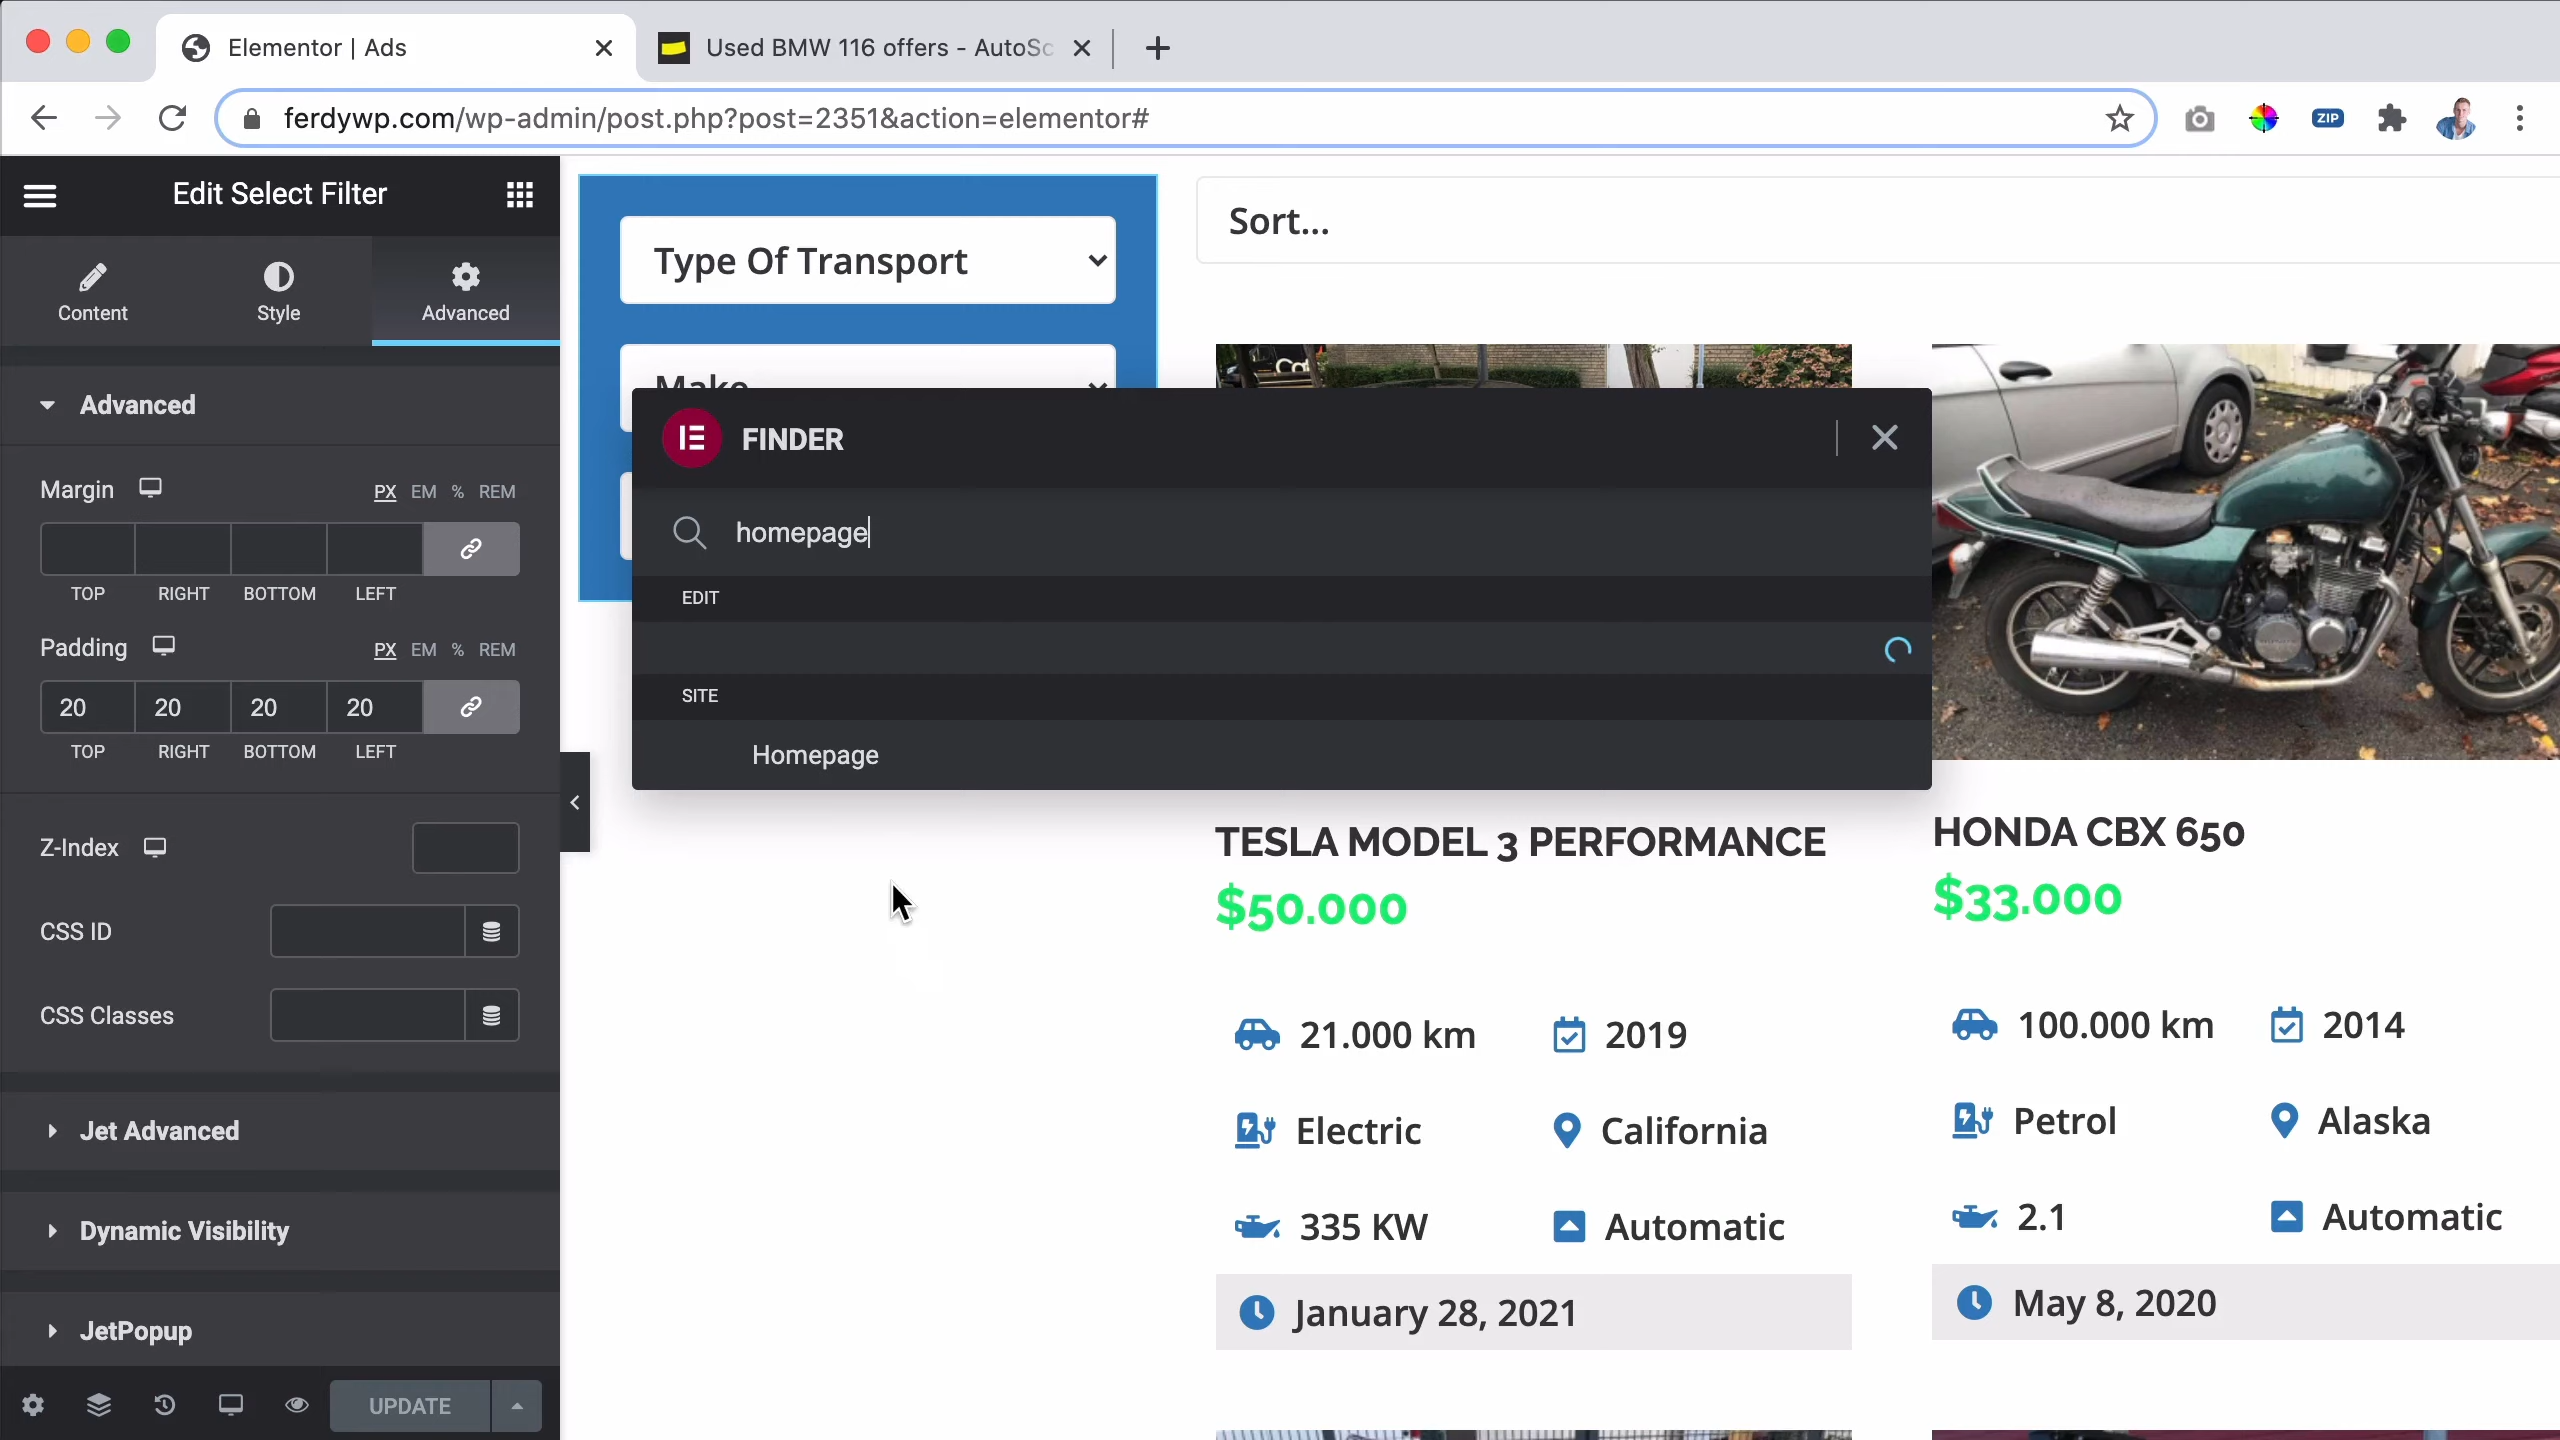 Elementor | Ads
Used BMW 116 offers - AutoSc
ferdywp.com/wp-admin/post.php?post=2351&action=elementor#
ZIP
Edit Select Filter
Content
Style
Advanced
Advanced
Margin
PX EM % REM
TOP RIGHT BOTTOM LEFT
Padding
PX EM % REM
20 20 20 20
TOP RIGHT BOTTOM LEFT
Z-Index
CSS ID
CSS Classes
Jet Advanced
Dynamic Visibility
JetPopup
UPDATE
Type Of Transport
Make
Sort...
FINDER
homepage
EDIT
SITE
Homepage
TESLA MODEL 3 PERFORMANCE
$50.000
21.000 km
2019
Electric
California
335 KW
Automatic
January 28, 2021
HONDA CBX 650
$33.000
100.000 km
2014
Petrol
Alaska
2.1
Automatic
May 8, 2020